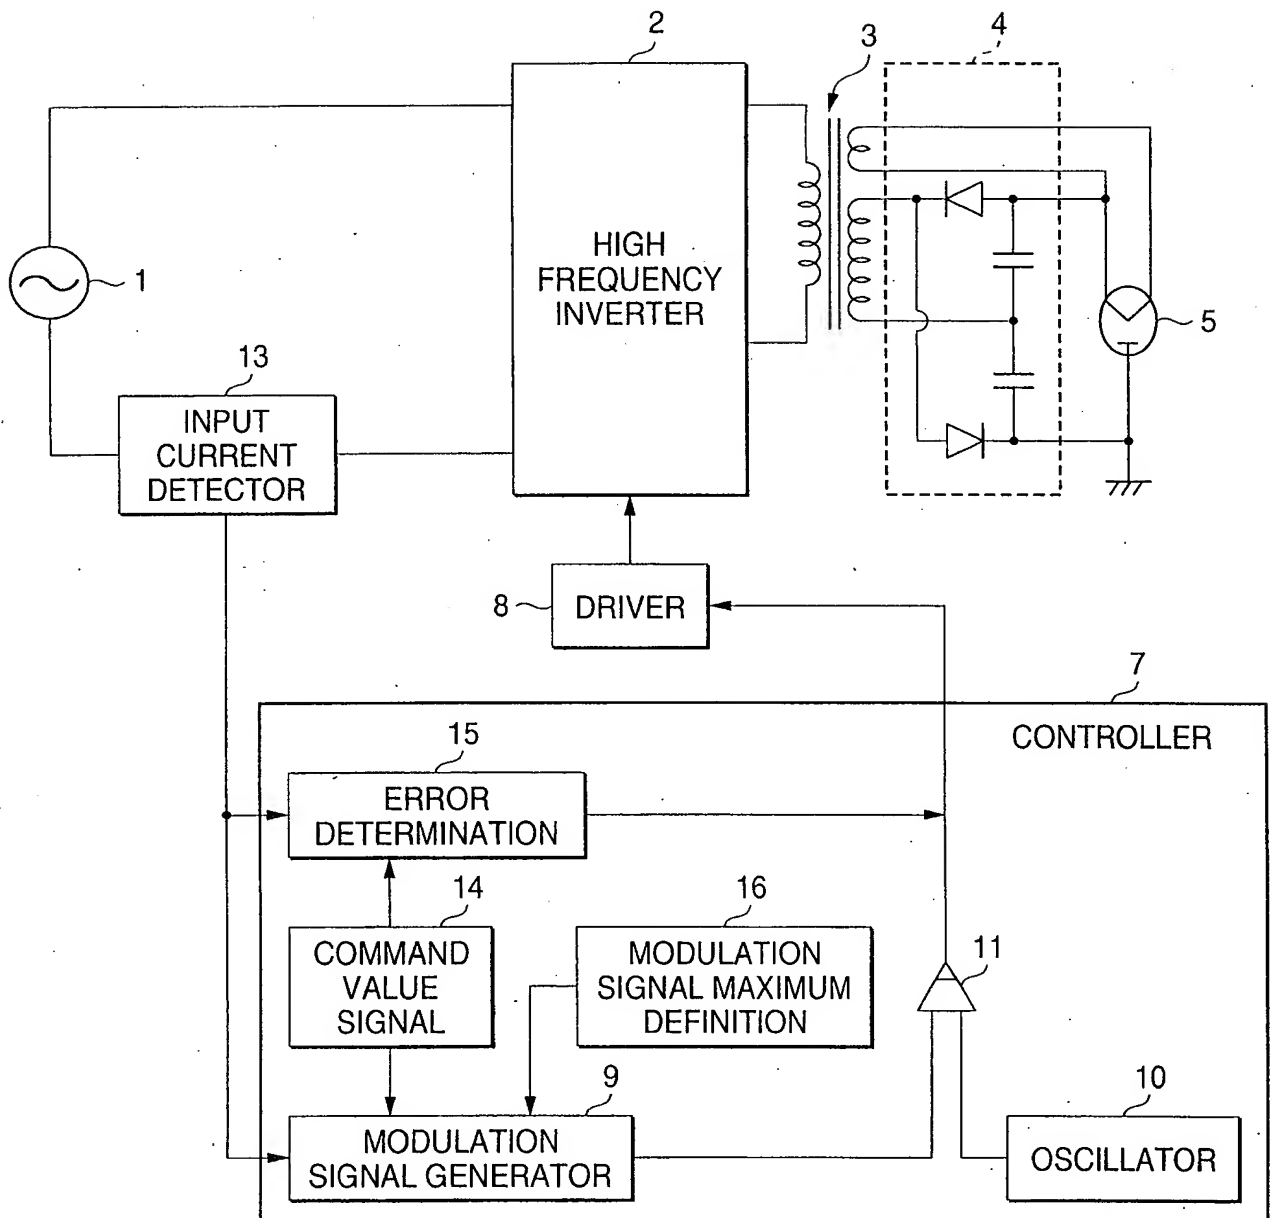 2
3
4
HIGH
FREQUENCY
INVERTER
1
5
13
INPUT
CURRENT
DETECTOR
8
DRIVER
7
CONTROLLER
15
ERROR
DETERMINATION
14
COMMAND
VALUE
SIGNAL
16
MODULATION
SIGNAL MAXIMUM
DEFINITION
11
9
MODULATION
SIGNAL GENERATOR
10
OSCILLATOR